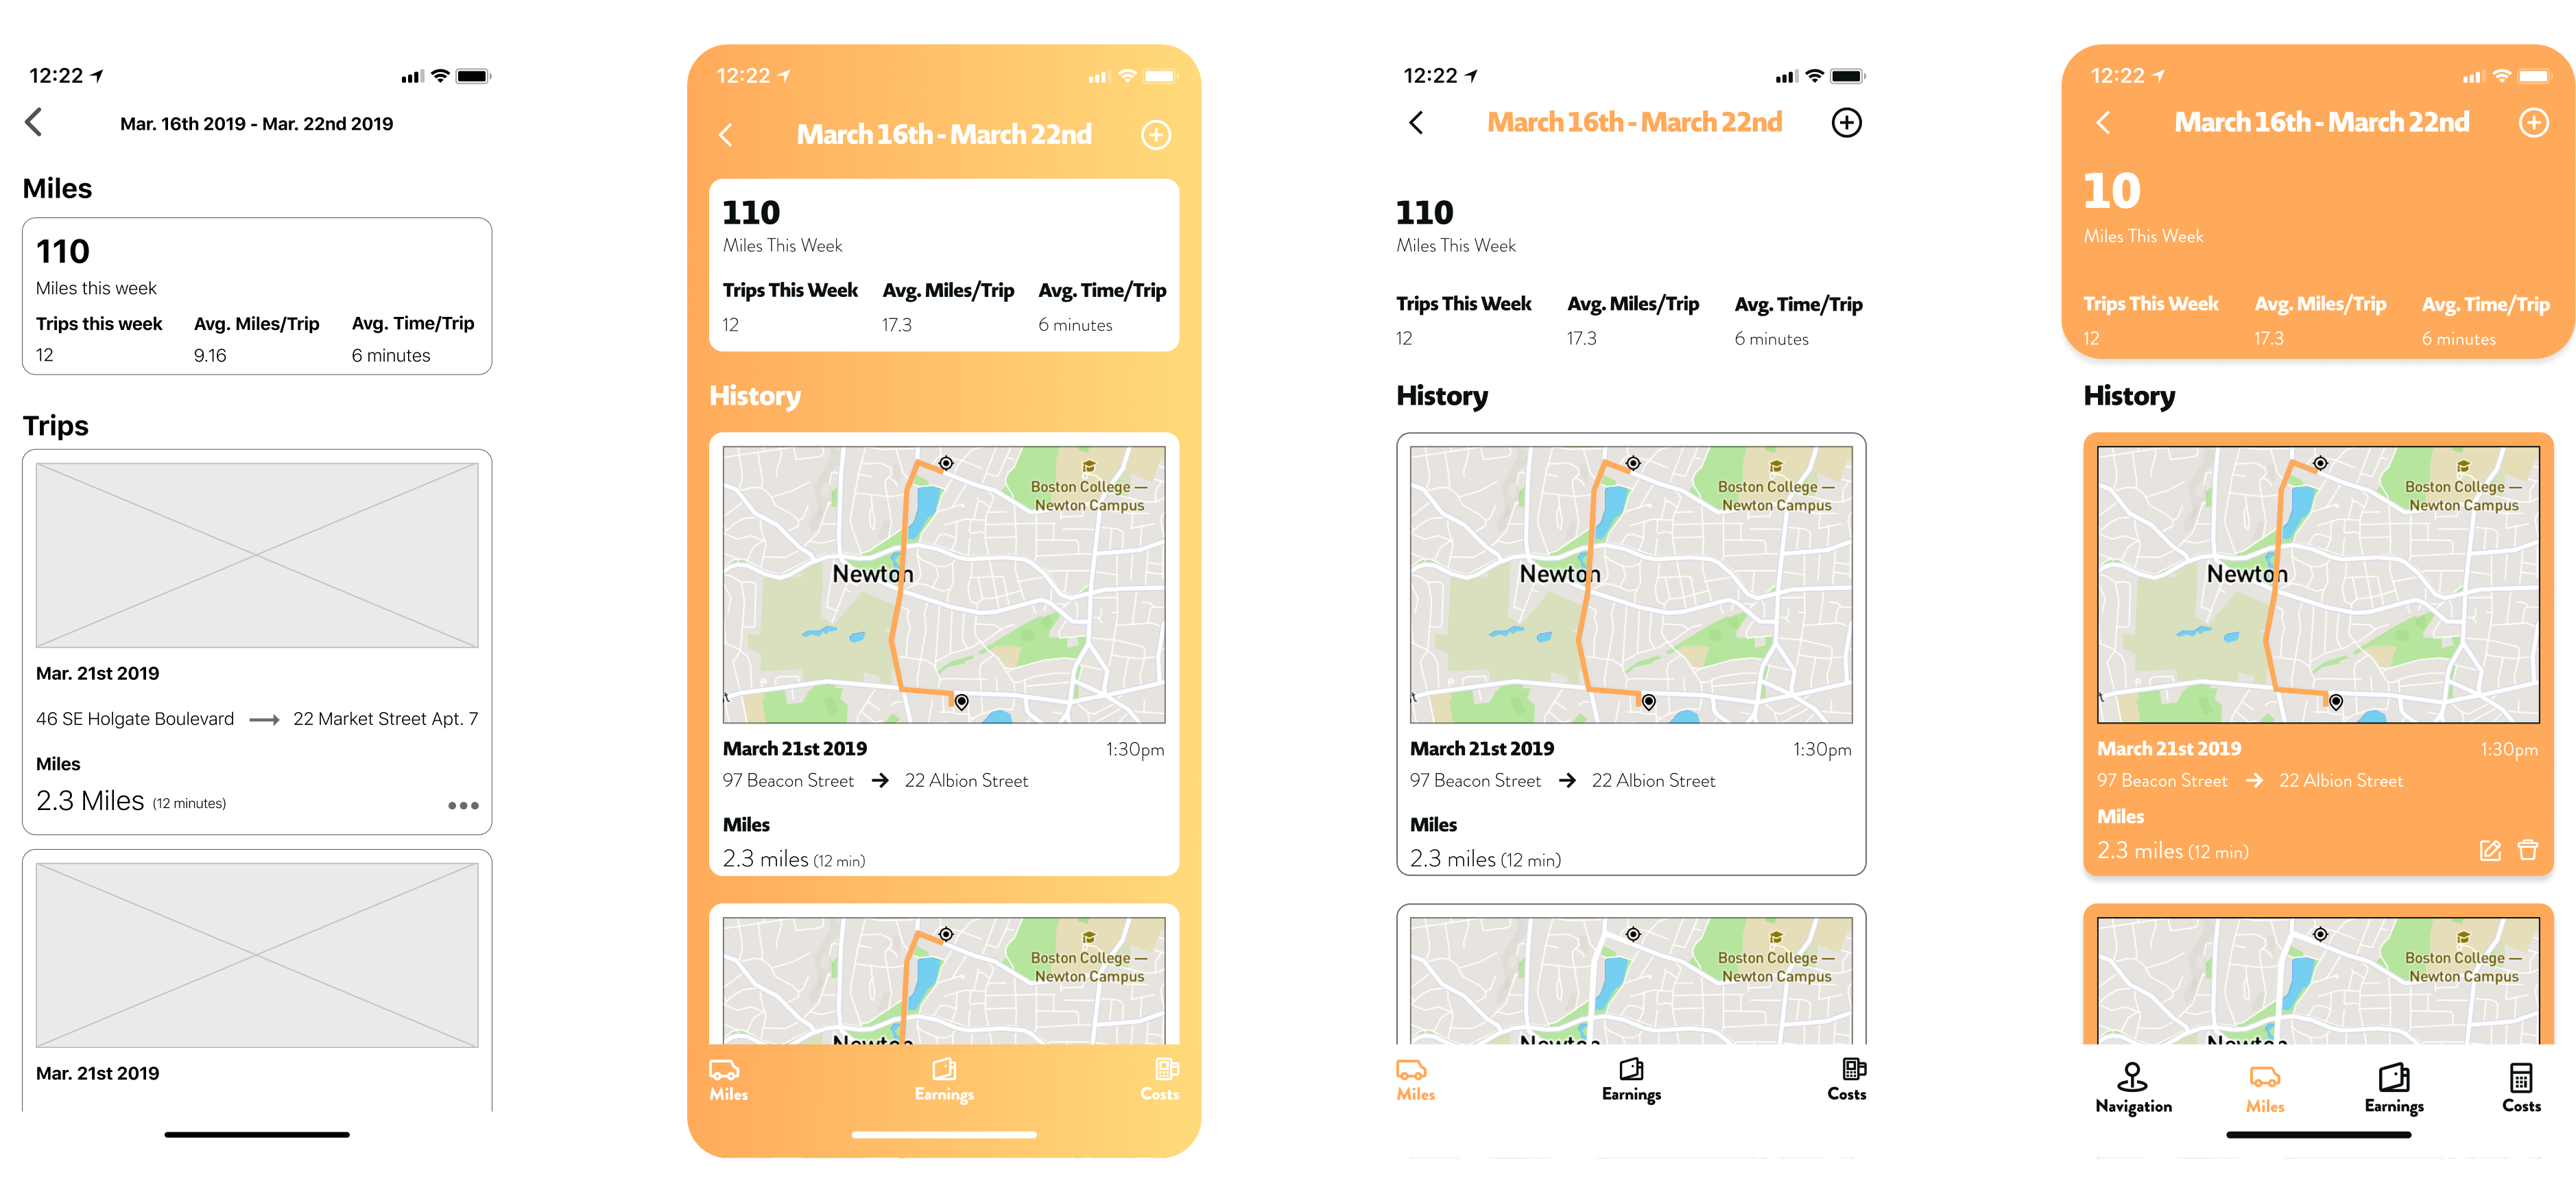 12:22
Mar. 16th 2019 - Mar. 22nd 2019
Miles
110
Miles this week
Trips this week Avg. Miles/Trip Avg. Time/Trip
12 9.16 6 minutes
Trips
Mar. 21st 2019
46 SE Holgate Boulevard 22 Market Street Apt. 7
Miles
2.3 Miles (12 minutes)
Mar. 21st 2019
12:22
March 16th - March 22nd
110
Miles This Week
Trips This Week Avg. Miles/Trip Avg. Time/Trip
12 17.3 6 minutes
History
Boston College —
Newton Campus
Newton
March 21st 2019 1:30pm
97 Beacon Street → 22 Albion Street
Miles
2.3 miles (12 min)
Boston College —
Newton Campus
Newton
Miles Earnings Costs
12:22
March 16th - March 22nd
110
Miles This Week
Trips This Week Avg. Miles/Trip Avg. Time/Trip
12 17.3 6 minutes
History
Boston College —
Newton Campus
Newton
March 21st 2019 1:30pm
97 Beacon Street → 22 Albion Street
Miles
2.3 miles (12 min)
Boston College —
Newton Campus
Newton
Miles Earnings Costs
12:22
March 16th - March 22nd
10
Miles This Week
Trips This Week Avg. Miles/Trip Avg. Time/Trip
12 17.3 6 minutes
History
Boston College —
Newton Campus
Newton
March 21st 2019 1:30pm
97 Beacon Street → 22 Albion Street
Miles
2.3 miles (12 min)
Boston College —
Newton Campus
Newton
Navigation Miles Earnings Costs